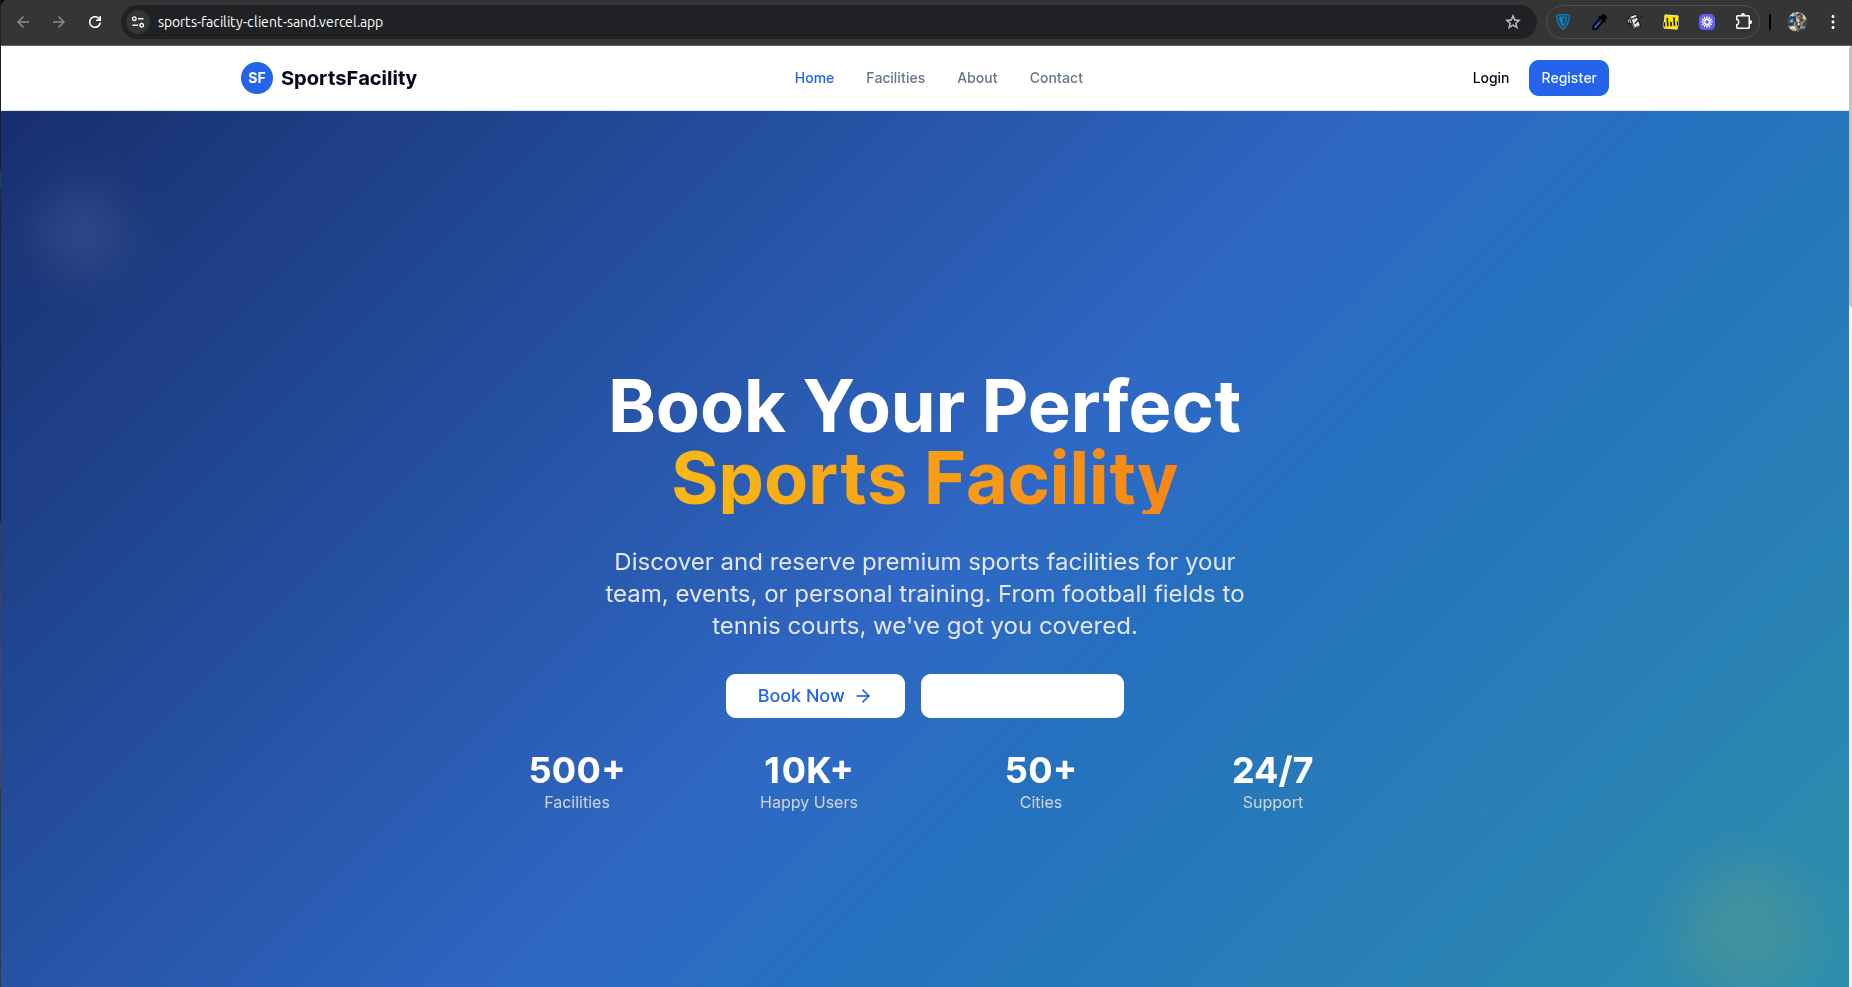 sports-facility-client-sand.vercel.app
SF SportsFacility
Home Facilities About Contact
Login Register
Book Your Perfect
Sports Facility
Discover and reserve premium sports facilities for your
team, events, or personal training. From football fields to
tennis courts, we've got you covered.
Book Now
500+ 10K+ 50+ 24/7
Facilities Happy Users Cities Support